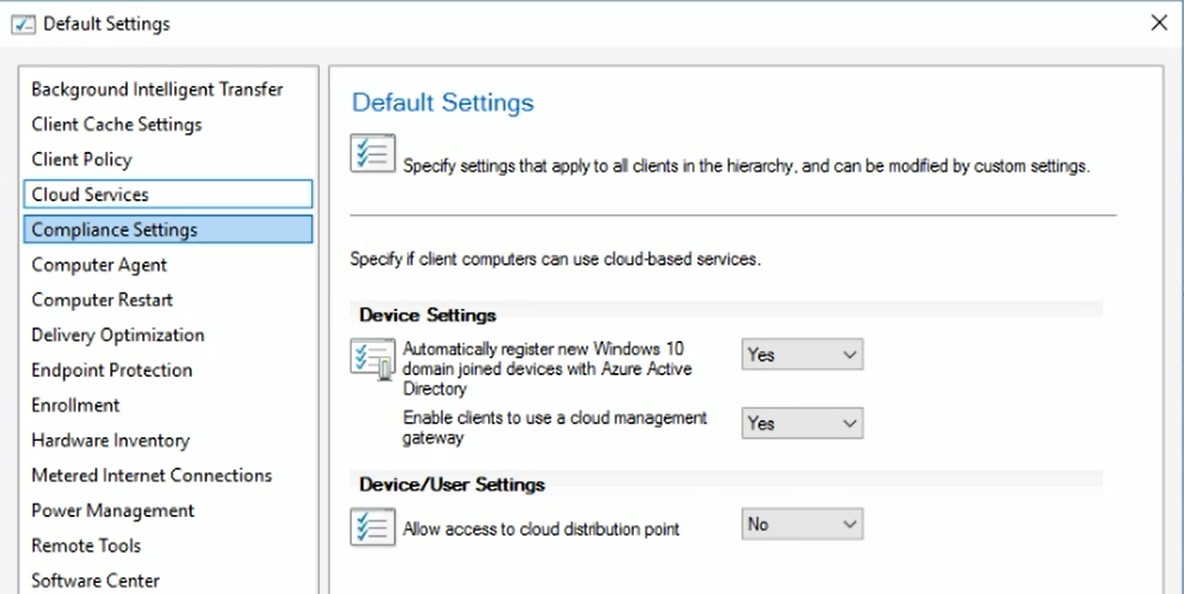 Default Settings
Background Intelligent Transfer
Client Cache Settings
Client Policy
Cloud Services
Compliance Settings
Computer Agent
Computer Restart
Delivery Optimization
Endpoint Protection
Enrollment
Hardware Inventory
Metered Internet Connections
Power Management
Remote Tools
Software Center
Default Settings
Specify settings that apply to all clients in the hierarchy, and can be modified by custom settings.
Specify if client computers can use cloud-based services.
Device Settings
Automatically register new Windows 10
domain joined devices with Azure Active
Directory
Yes
Enable clients to use a cloud management
gateway
Yes
Device/User Settings
Allow access to cloud distribution point
No